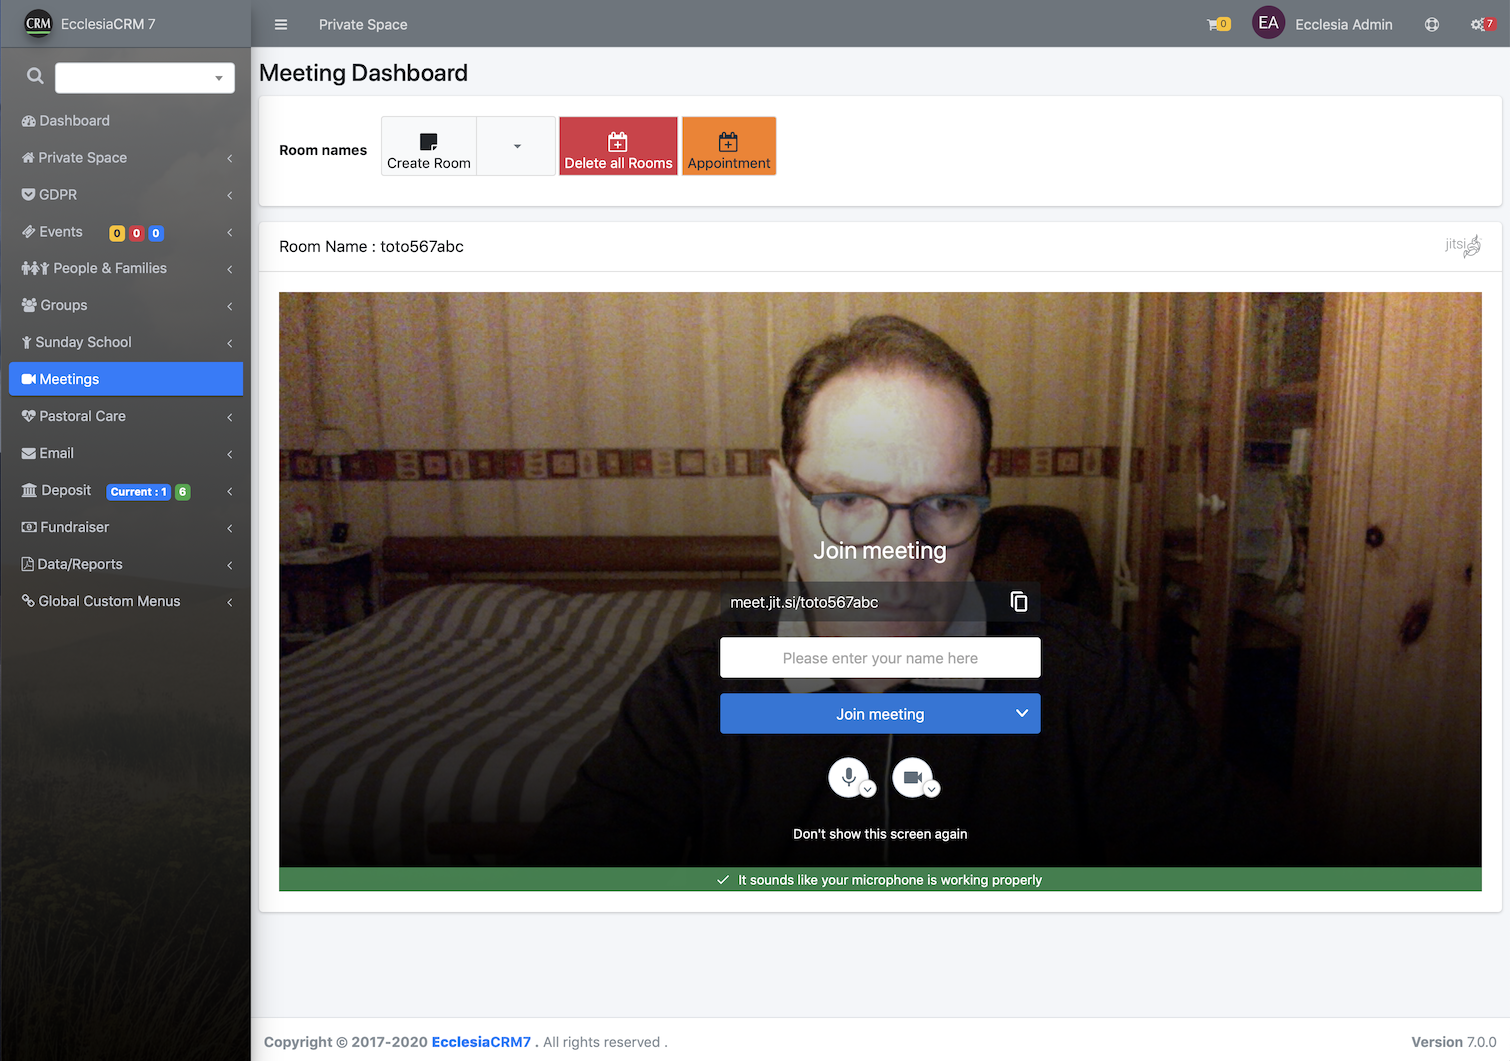 CRM EcclesiaCRM 7
Private Space
0
EA Ecclesia Admin
7
Dashboard
Private Space
GDPR
Events 0 0 0
People & Families
Groups
Sunday School
Meetings
Pastoral Care
Email
Deposit Current : 1 6
Fundraiser
Data/Reports
Global Custom Menus
Meeting Dashboard
Room names
Create Room
Delete all Rooms
Appointment
Room Name : toto567abc
jitsi
Join meeting
meet.jit.si/toto567abc
Please enter your name here
Join meeting
Don't show this screen again
It sounds like your microphone is working properly
Copyright © 2017-2020 EcclesiaCRM7 . All rights reserved .
Version 7.0.0